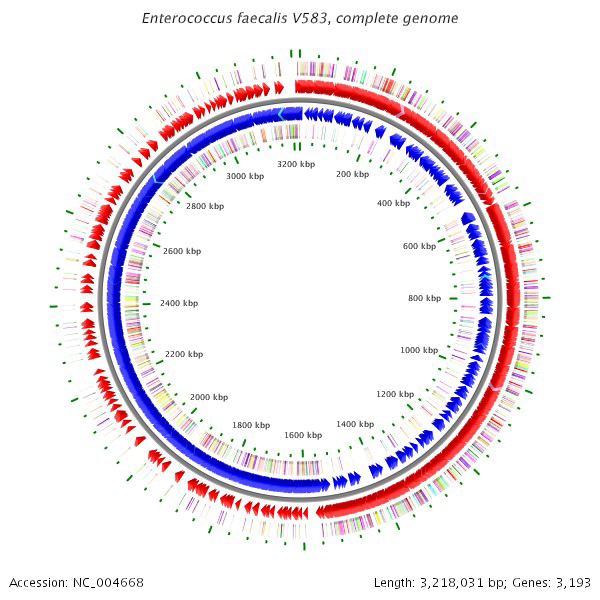 Enterococcus faecalis V583, complete genome
3200 kbp
200 kbp
400 kbp
600 kbp
800 kbp
1000 kbp
1200 kbp
1400 kbp
1600 kbp
1800 kbp
2000 kbp
2200 kbp
2400 kbp
2600 kbp
2800 kbp
3000 kbp
Accession: NC_004668
Length: 3,218,031 bp; Genes: 3,193